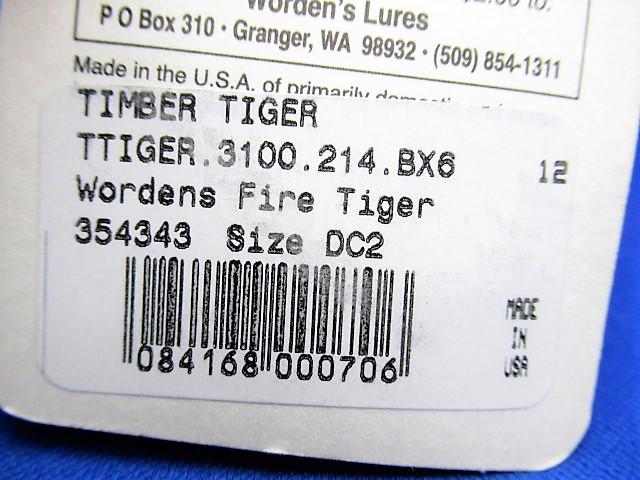 Worden's Lures
P O Box 310 · Granger, WA 98932 · (509) 854-1311
Made in the U.S.A. of primarily
TIMBER TIGER
TTIGER.3100.214.BX6 12
Wordens Fire Tiger
354343 Size DC2
MADE
IN
USA
084168 000706